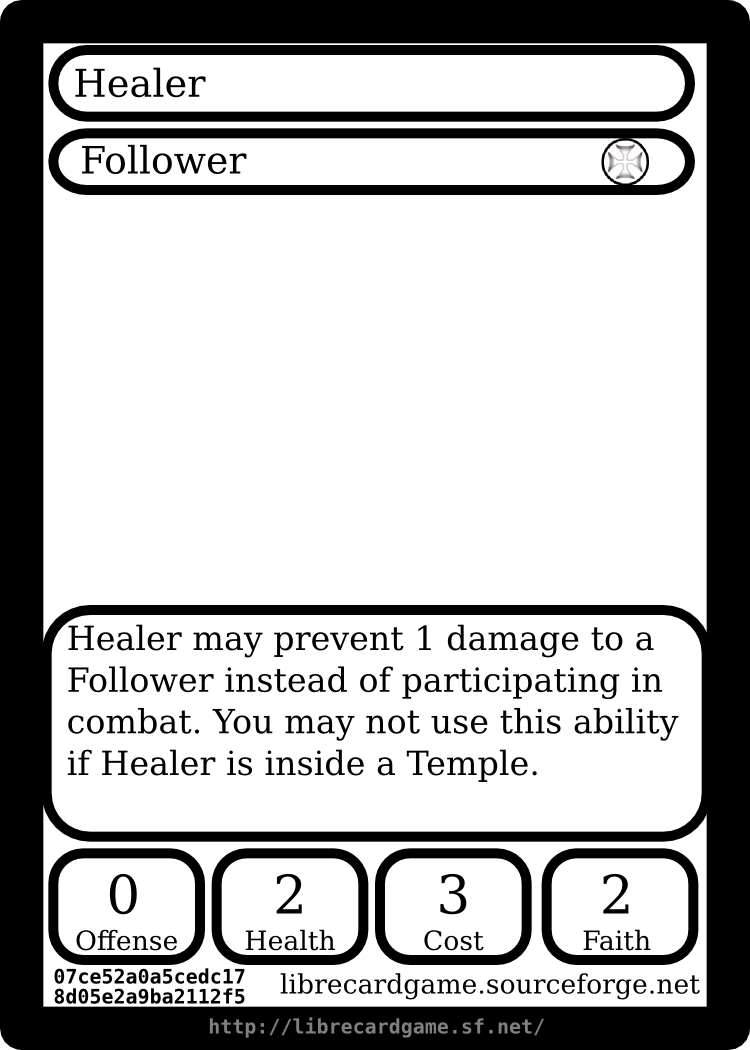 Healer
Follower
Healer may prevent 1 damage to a
Follower instead of participating in
combat. You may not use this ability
if Healer is inside a Temple.
0
Offense
2
Health
3
Cost
2
Faith
07ce52a0a5cedc17
8d05e2a9ba2112f5
librecardgame.sourceforge.net
http://librecardgame.sf.net/